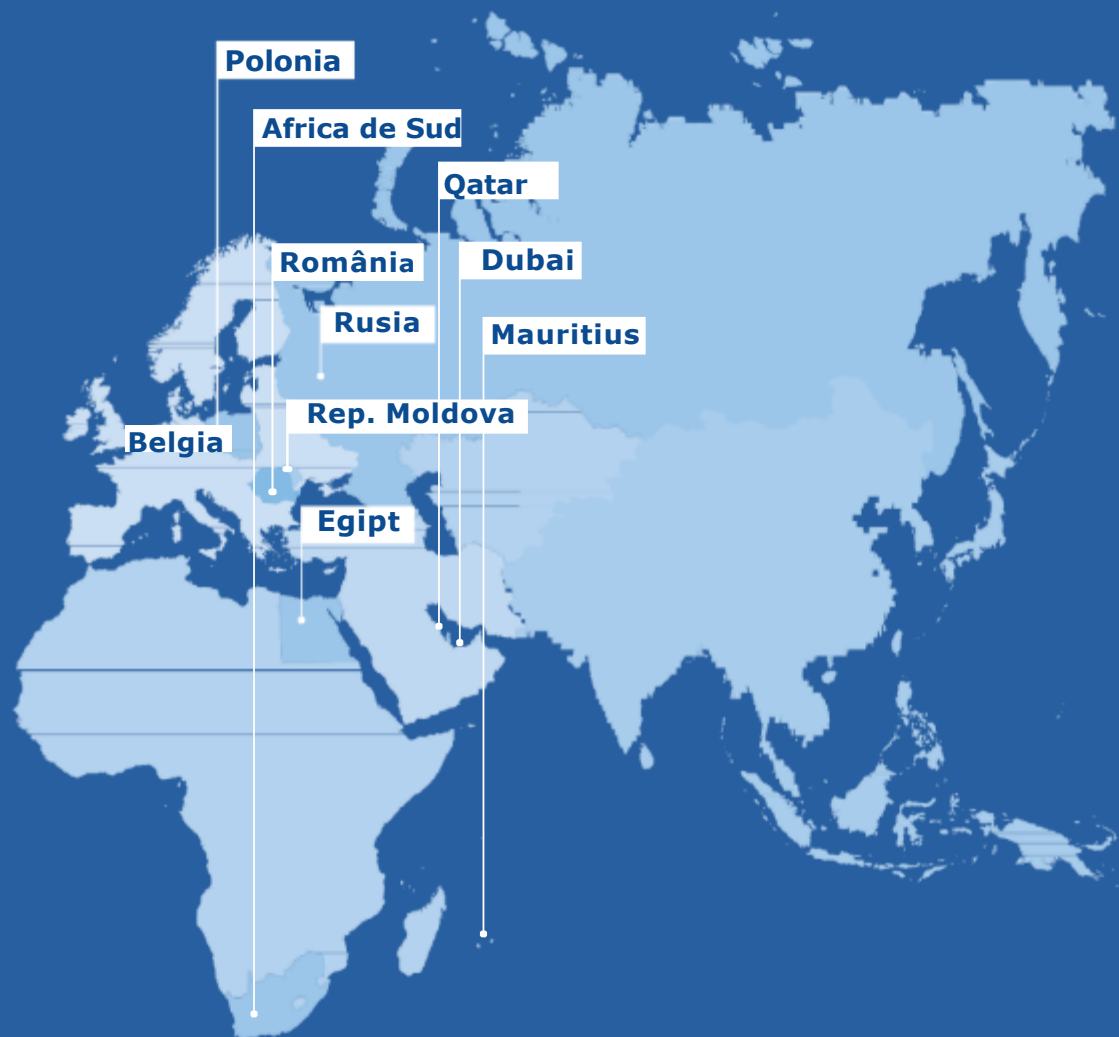 Polonia
Africa de Sud
Qatar
România
Dubai
Rusia
Mauritius
Rep. Moldova
Belgia
Egipt